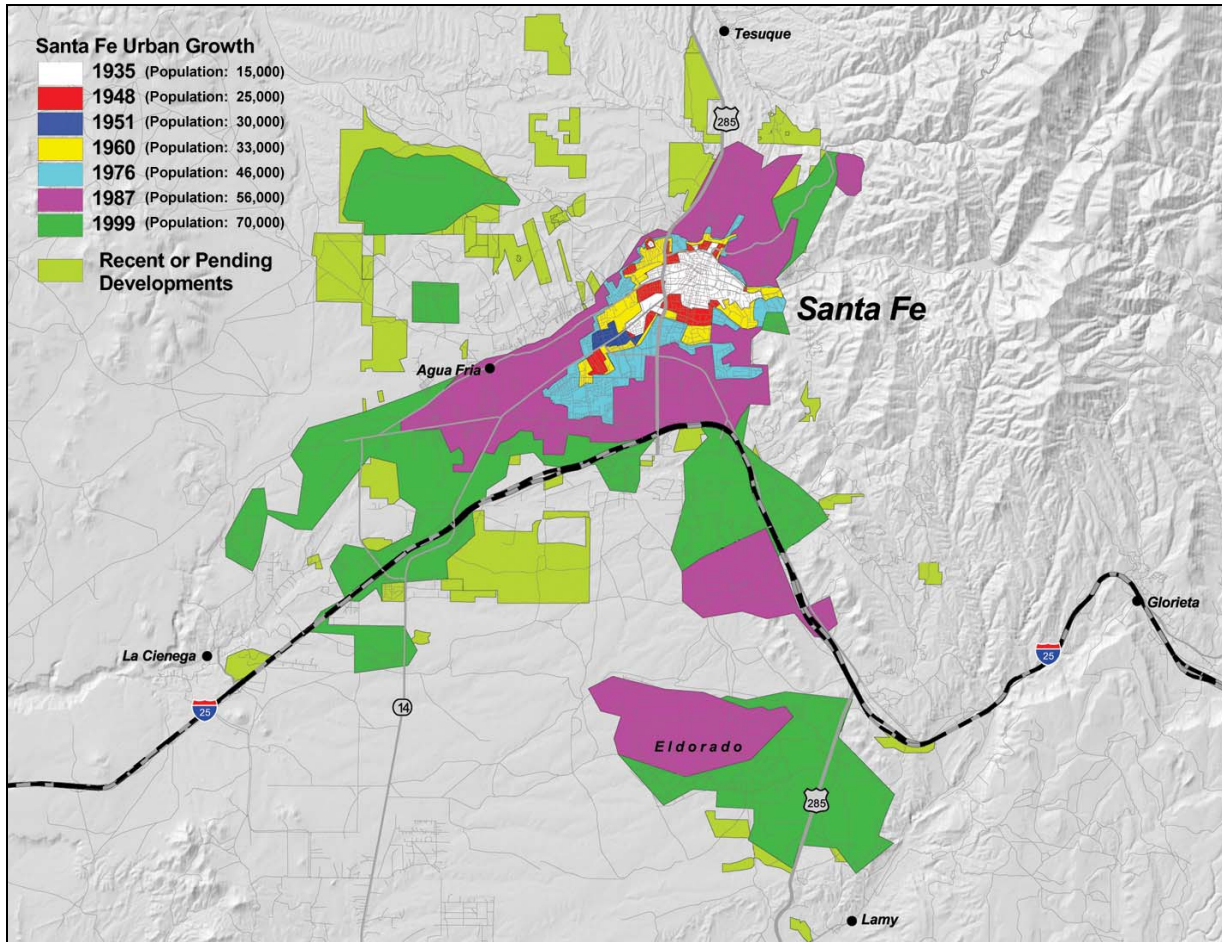 Santa Fe Urban Growth
1935 (Population: 15,000)
1948 (Population: 25,000)
1951 (Population: 30,000)
1960 (Population: 33,000)
1976 (Population: 46,000)
1987 (Population: 56,000)
1999 (Population: 70,000)
Recent or Pending
Developments
Tesuque
285
Santa Fe
Agua Fria
Glorieta
La Cienega
25
25
14
Eldorado
285
Lamy